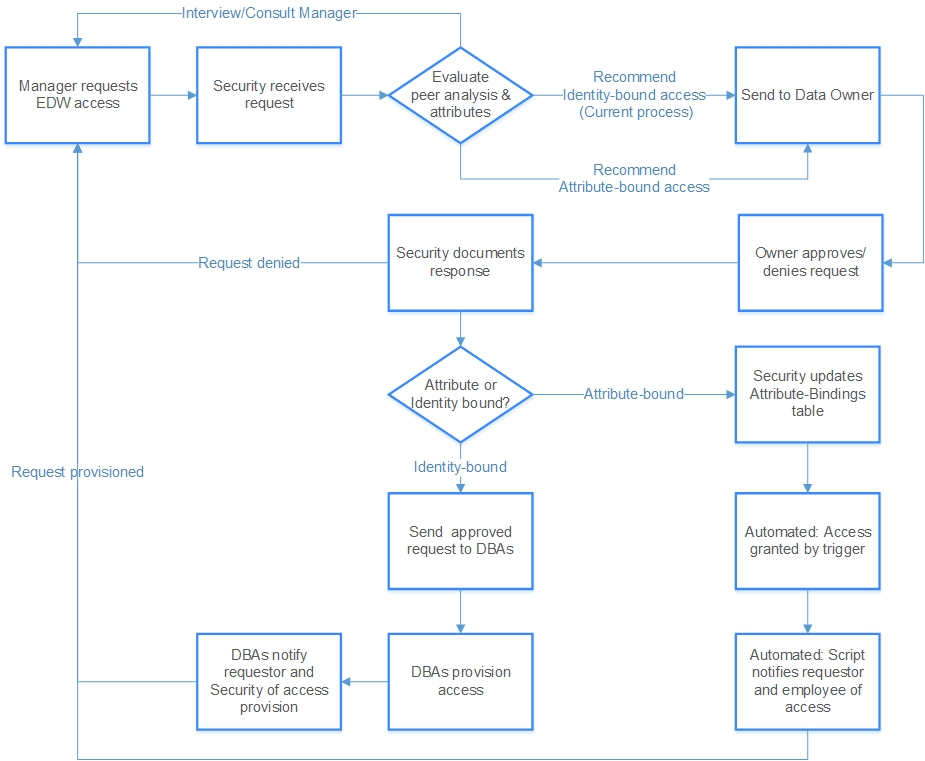 Interview/Consult Manager
Manager requests
EDW access
Security receives
request
Evaluate
peer analysis &
attributes
Recommend
Identity-bound access
(Current process)
Send to Data Owner
Recommend
Attribute-bound access
Request denied
Security documents
response
Owner approves/
denies request
Attribute or
Identity bound?
Attribute-bound
Security updates
Attribute-Bindings
table
Request provisioned
Identity-bound
Send  approved
request to DBAs
Automated: Access
granted by trigger
DBAs notify
requestor and
Security of access
provision
DBAs provision
access
Automated: Script
notifies requestor
and employee of
access